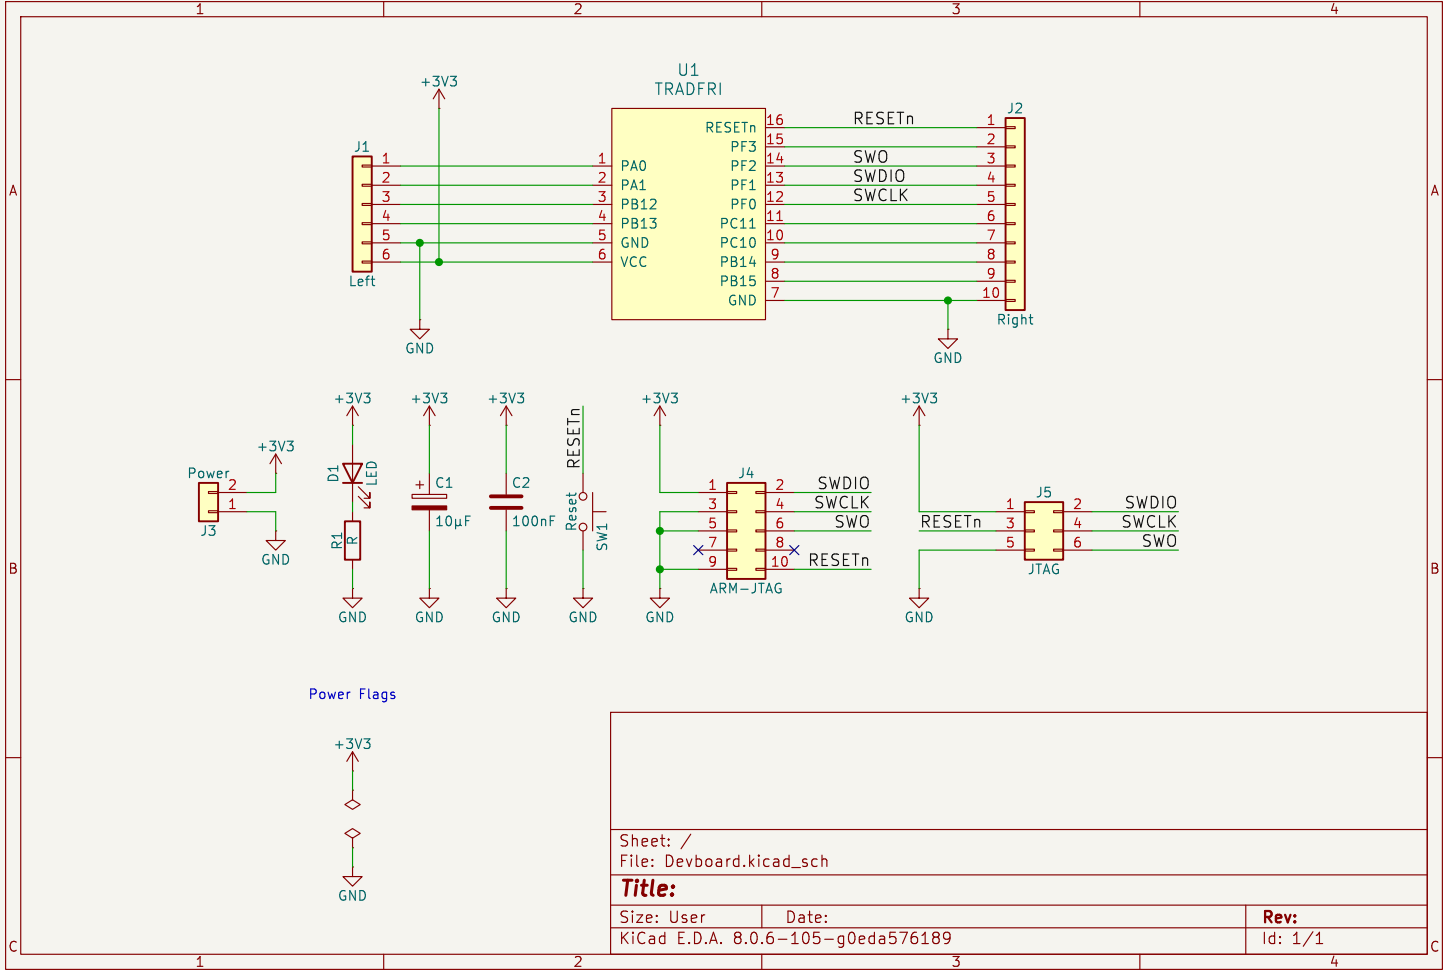 1 2 3 4
A A
B B
C C
+3V3
U1
TRADFRI
J1
1
2
3
4
5
6
Left
GND
1 PA0
2 PA1
3 PB12
4 PB13
5 GND
6 VCC
RESETn 16
PF3 15
PF2 14
PF1 13
PF0 12
PC11 11
PC10 10
PB14 9
PB15 8
GND 7
RESETn
SWO
SWDIO
SWCLK
J2
1
2
3
4
5
6
7
8
9
10
Right
GND
Power
2
1
J3
+3V3
GND
+3V3
D1
LED
R1
R
GND
+3V3
+
C1
10µF
GND
+3V3
C2
100nF
GND
RESETn
Reset
SW1
GND
+3V3
J4
1 2 SWDIO
3 4 SWCLK
5 6 SWO
7 8
9 10 RESETn
ARM-JTAG
GND
+3V3
J5
1 2 SWDIO
RESETn 3 4 SWCLK
5 6 SWO
JTAG
GND
Power Flags
+3V3
GND
Sheet: /
File: Devboard.kicad_sch
Title:
Size: User Date: Rev:
KiCad E.D.A. 8.0.6-105-g0eda576189 Id: 1/1
1 2 3 4